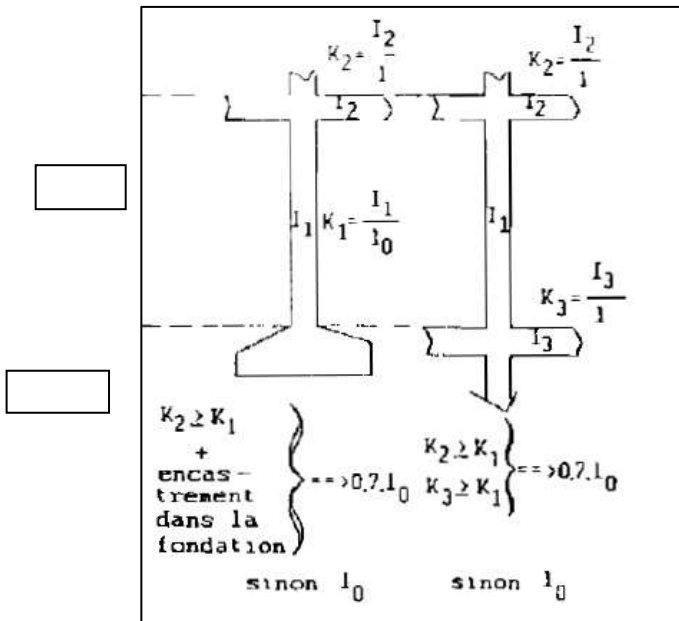 K₂ = I₂/l
K₂ = I₂/l
I₂
I₂
I₁
K₁ = I₁/l₀
I₁
K₃ = I₃/l
I₃
K₂ ≥ K₁
+
encas-
trement
dans la
fondation
==>0.7.l₀
K₂ ≥ K₁
K₃ ≥ K₁
==>0.7.l₀
sinon l₀
sinon l₀